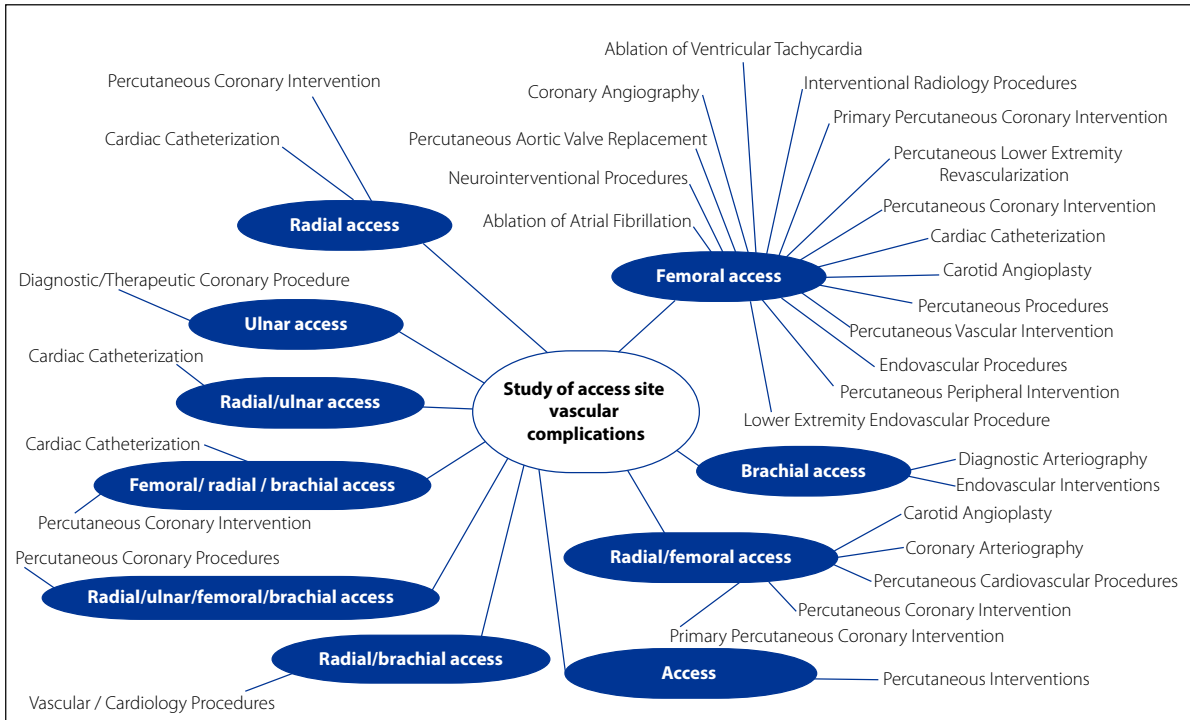 Ablation of Ventricular Tachycardia
Percutaneous Coronary Intervention
Interventional Radiology Procedures
Coronary Angiography
Primary Percutaneous Coronary Intervention
Cardiac Catheterization
Percutaneous Aortic Valve Replacement
Percutaneous Lower Extremity
Revascularization
Neurointerventional Procedures
Percutaneous Coronary Intervention
Ablation of Atrial Fibrillation
Radial access
Cardiac Catheterization
Femoral access
Carotid Angioplasty
Diagnostic/Therapeutic Coronary Procedure
Percutaneous Procedures
Ulnar access
Percutaneous Vascular Intervention
Cardiac Catheterization
Endovascular Procedures
Radial/ulnar access
Study of access site
vascular
complications
Percutaneous Peripheral Intervention
Lower Extremity Endovascular Procedure
Cardiac Catheterization
Femoral/ radial / brachial access
Brachial access
Diagnostic Arteriography
Endovascular Interventions
Percutaneous Coronary Intervention
Carotid Angioplasty
Radial/femoral access
Coronary Arteriography
Percutaneous Coronary Procedures
Percutaneous Cardiovascular Procedures
Radial/ulnar/femoral/brachial access
Percutaneous Coronary Intervention
Primary Percutaneous Coronary Intervention
Radial/brachial access
Access
Percutaneous Interventions
Vascular / Cardiology Procedures